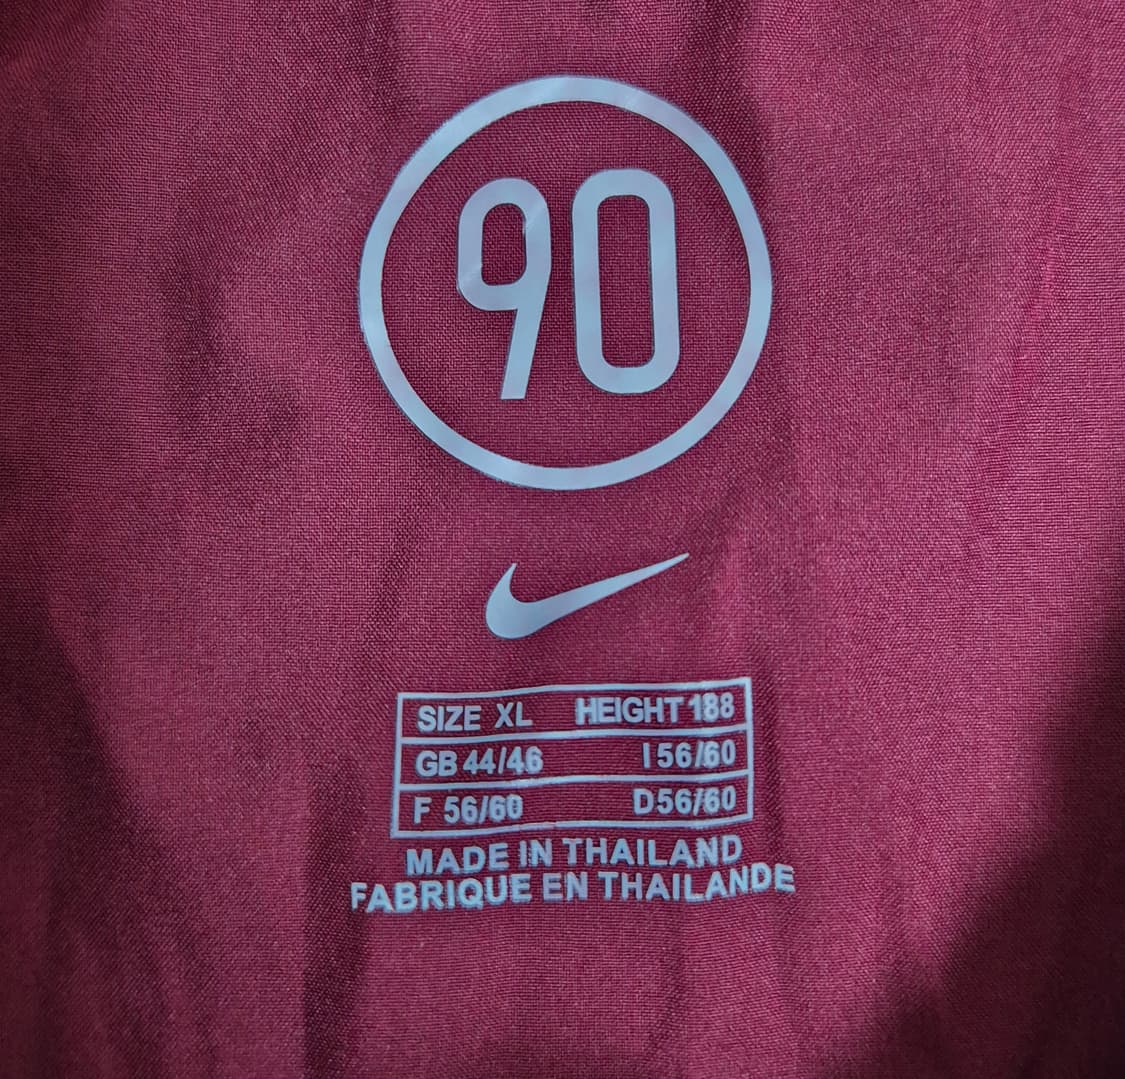 90
SIZE XL HEIGHT 188
GB 44/46 I 56/60
F 56/60 D 56/60
MADE IN THAILAND
FABRIQUE EN THAILANDE